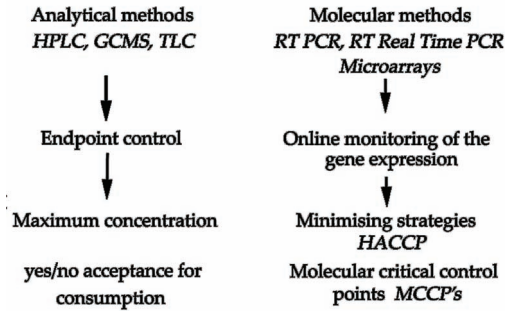 Analytical methods
HPLC, GCMS, TLC
Endpoint control
Maximum concentration
yes/no acceptance for
consumption
Molecular methods
RT PCR, RT Real Time PCR
Microarrays
Online monitoring of the
gene expression
Minimising strategies
HACCP
Molecular critical control
points MCCP's